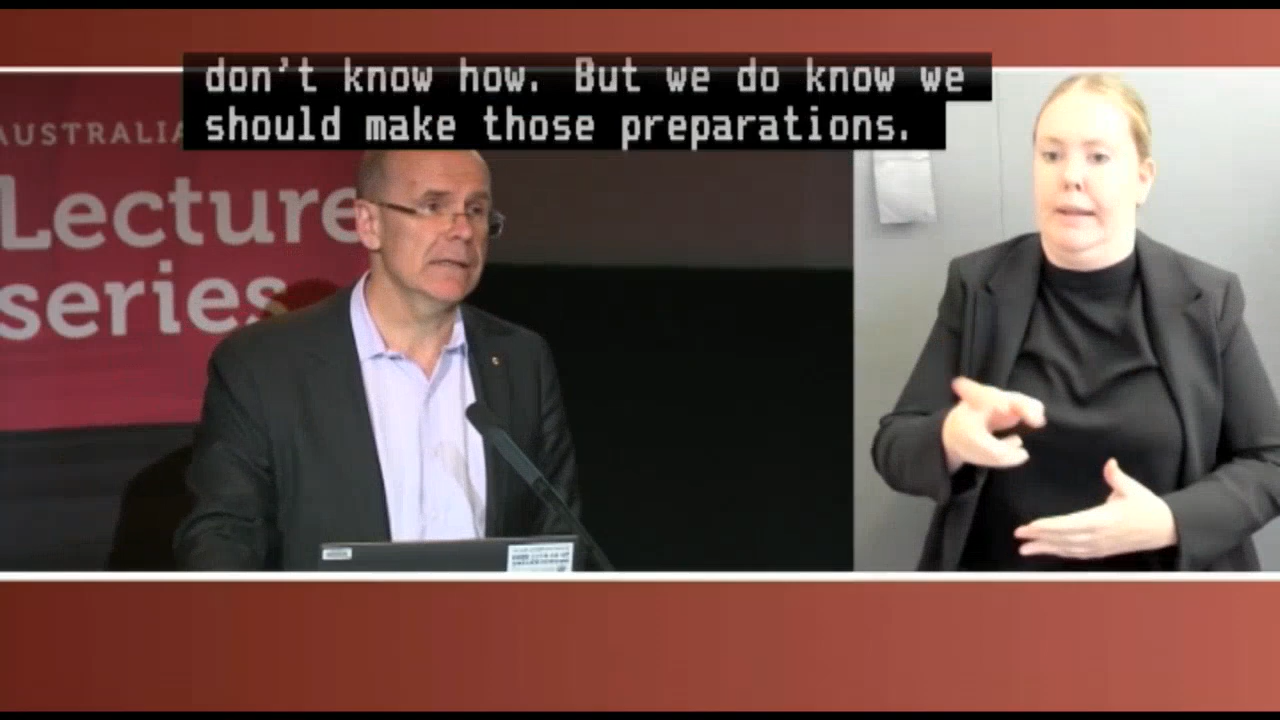 don't know how. But we do know we
should make those preparations.
AUSTRALIA
Lecture
series